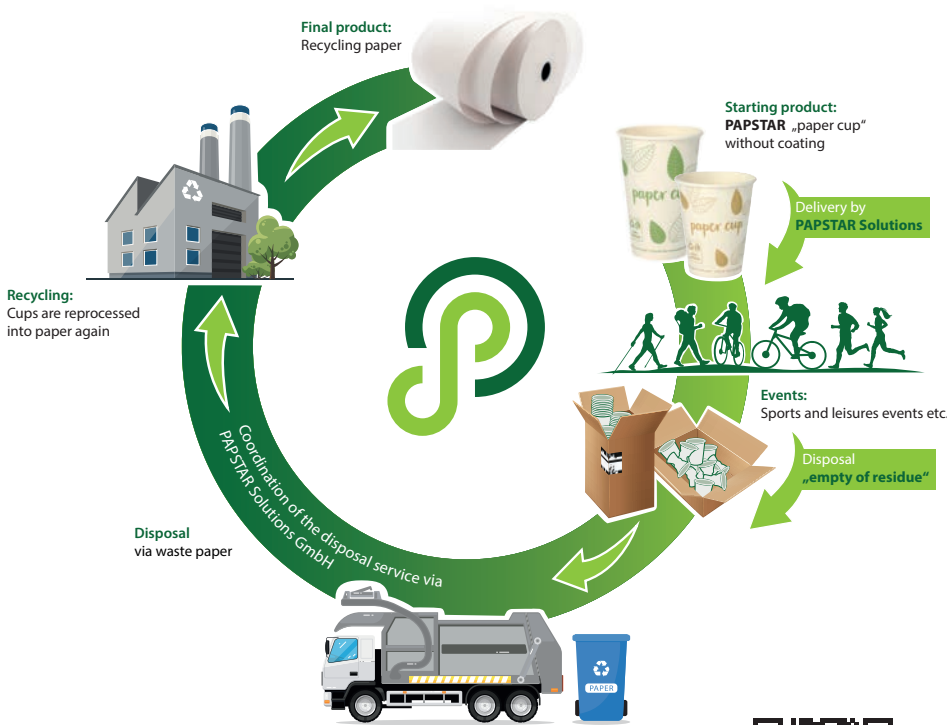 Final product:
Recycling paper
Starting product:
PAPSTAR „paper cup“
without coating
paper cup
Delivery by
PAPSTAR Solutions
Recycling:
Cups are reprocessed
into paper again
Events:
Sports and leisures events etc.
Disposal
„empty of residue“
Coordination of the disposal service via
PAPSTAR Solutions GmbH
Disposal
via waste paper
PAPER